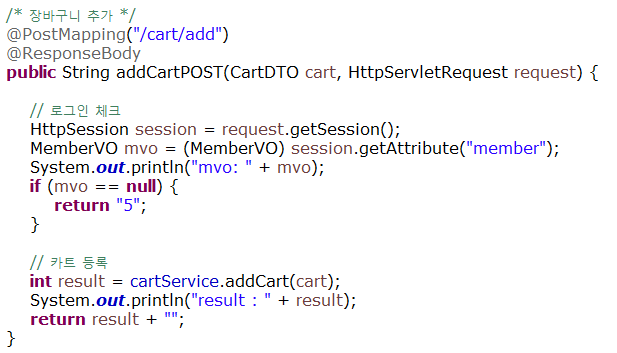 /* 장바구니 추가 */
@PostMapping("/cart/add")
@ResponseBody
public String addCartPOST(CartDTO cart, HttpServletRequest request) {
// 로그인 체크
HttpSession session = request.getSession();
MemberVO mvo = (MemberVO) session.getAttribute("member");
System.out.println("mvo: " + mvo);
if (mvo == null) {
return "5";
}
// 카트 등록
int result = cartService.addCart(cart);
System.out.println("result : " + result);
return result + "";
}